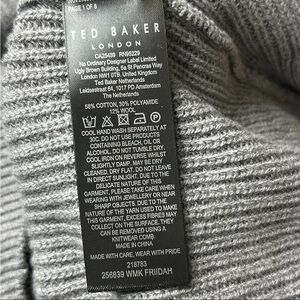 PAGE 1 OF 8
TED BAKER
LONDON
CA25409 RN95229
No Ordinary Designer Label Limited
Ugly Brown Building, 6a St Pancras Way
London NW1 0TB. United Kingdom
Ted Baker Netherlands
Leidsestraat 64, 1017 PD Amsterdam
The Netherlands
58% COTTON, 30% POLYAMIDE
12% WOOL
COOL HAND WASH SEPARATELY AT
30C. DO NOT USE PRODUCTS
CONTAINING BLEACH, OIL OR
ALCOHOL. DO NOT TUMBLE DRY.
COOL IRON ON REVERSE WHILST
SLIGHTLY DAMP. MAY BE DRY
CLEANED. DRY FLAT. DO NOT LEAVE
IN DIRECT SUNLIGHT. DUE TO THE
DELICATE NATURE OF THIS
GARMENT, PLEASE TAKE CARE WHEN
WEARING WITH JEWELLERY OR NEAR
SHARP OBJECTS. DUE TO THE
NATURE OF THE YARN USED TO MAKE
THIS GARMENT, EXCESS FIBRES MAY
COLLECT ON THE SURFACE. THEY
CAN BE REMOVED USING A
KNITWEAR COMB
MADE IN CHINA
MADE WITH CARE, WEAR WITH PRIDE
218783
256839 WMK FRIIDAH